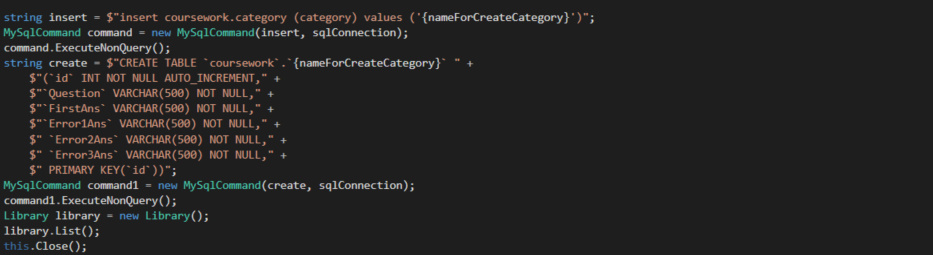 string insert = $"insert coursework.category (category) values ('{nameForCreateCategory}')";
MySqlCommand command = new MySqlCommand(insert, sqlConnection);
command.ExecuteNonQuery();
string create = $"CREATE TABLE `coursework`.`{nameForCreateCategory}` " +
    $"(`id` INT NOT NULL AUTO_INCREMENT," +
    $"`Question` VARCHAR(500) NOT NULL," +
    $"`FirstAns` VARCHAR(500) NOT NULL," +
    $"`Error1Ans` VARCHAR(500) NOT NULL," +
    $" `Error2Ans` VARCHAR(500) NOT NULL," +
    $" `Error3Ans` VARCHAR(500) NOT NULL," +
    $" PRIMARY KEY(`id`))";
MySqlCommand command1 = new MySqlCommand(create, sqlConnection);
command1.ExecuteNonQuery();
Library library = new Library();
library.List();
this.Close();